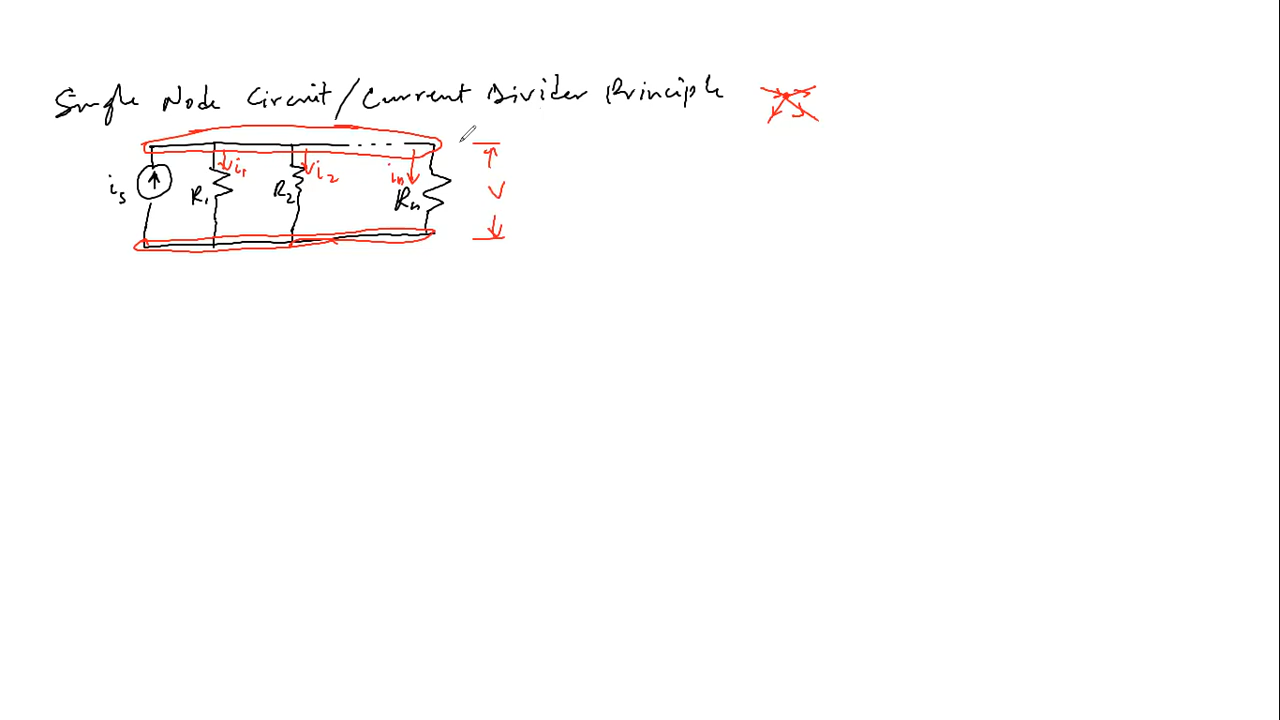 Single Node Circuit / Current Divider Principle
is R1 i1 R2 i2 in Rn V